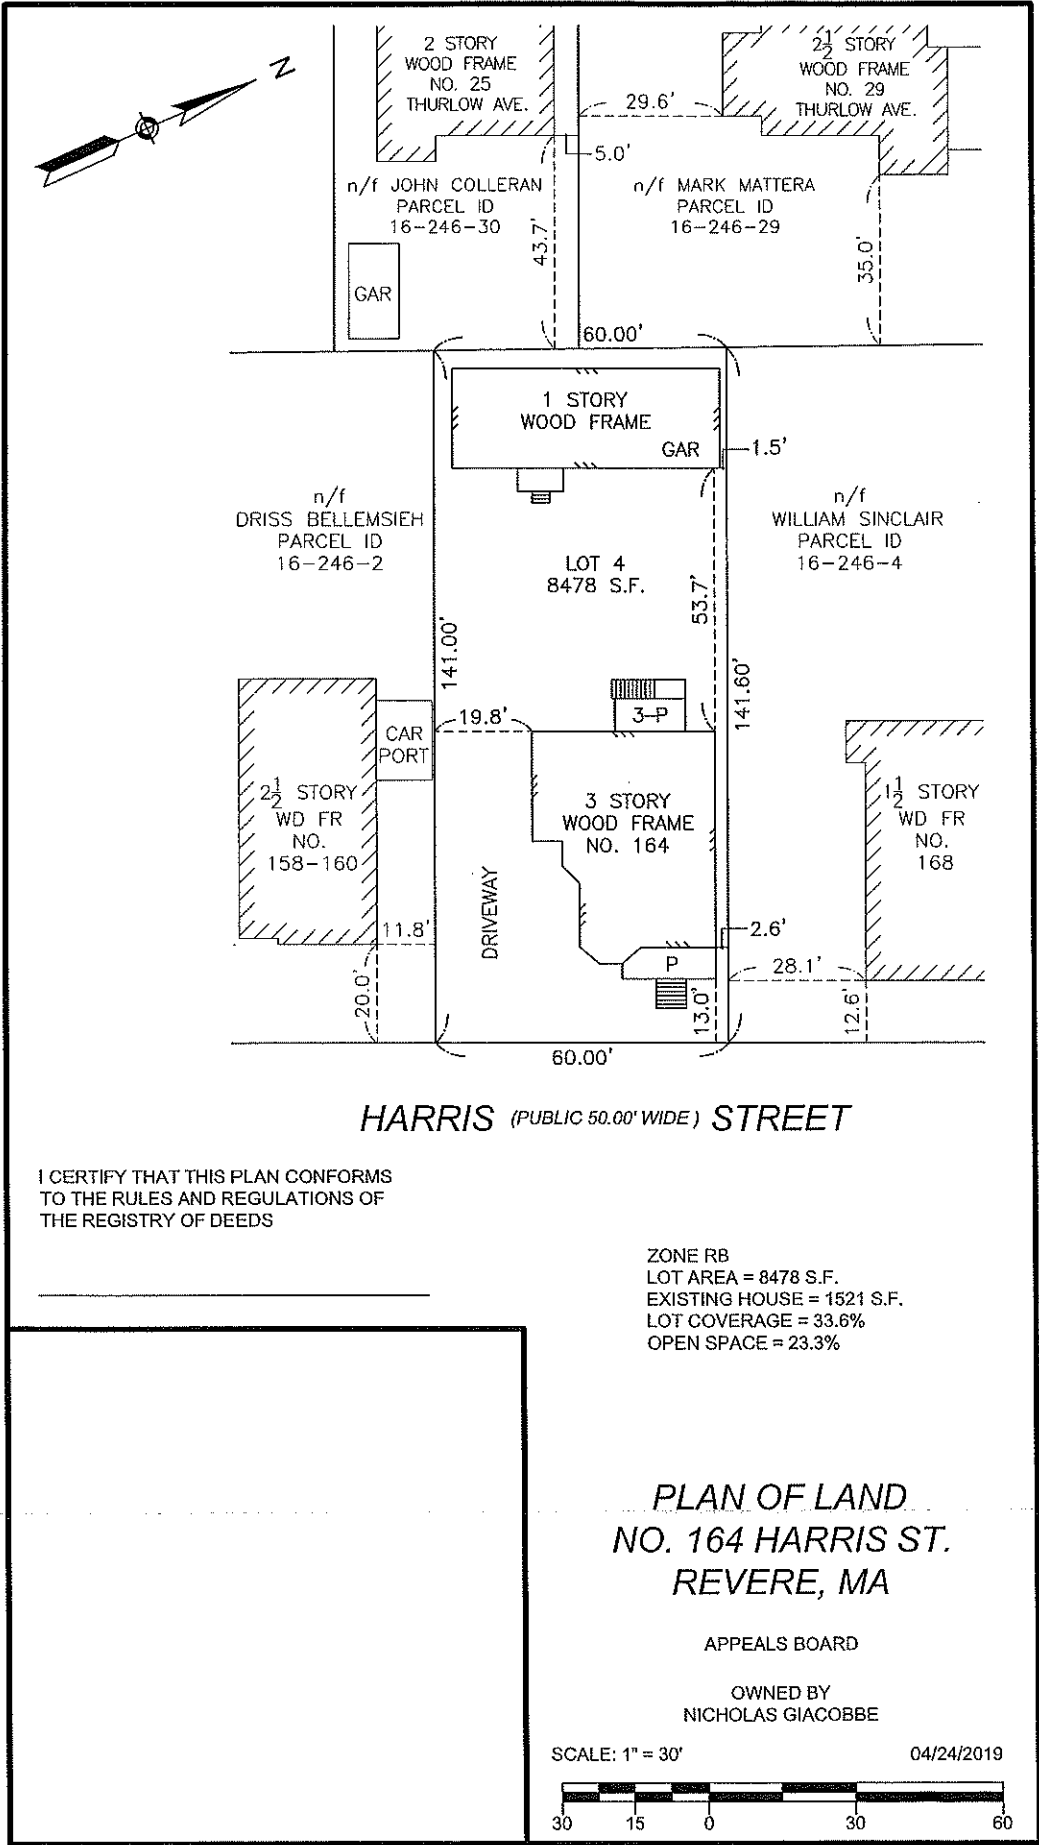 N
2 STORY
WOOD FRAME
NO. 25
THURLOW AVE.
2 1/2 STORY
WOOD FRAME
NO. 29
THURLOW AVE.
29.6'
5.0'
n/f JOHN COLLERAN
PARCEL ID
16-246-30
n/f MARK MATTERA
PARCEL ID
16-246-29
43.7'
35.0'
GAR
60.00'
1 STORY
WOOD FRAME
GAR
1.5'
n/f
DRISS BELLEMSIEH
PARCEL ID
16-246-2
n/f
WILLIAM SINCLAIR
PARCEL ID
16-246-4
LOT 4
8478 S.F.
53.7'
141.00'
141.60'
19.8'
3-P
CAR
PORT
2 1/2 STORY
WD FR
NO.
158-160
3 STORY
WOOD FRAME
NO. 164
1 1/2 STORY
WD FR
NO.
168
DRIVEWAY
11.8'
2.6'
P
28.1'
20.0'
13.0'
12.6'
60.00'
HARRIS (PUBLIC 50.00' WIDE) STREET
I CERTIFY THAT THIS PLAN CONFORMS
TO THE RULES AND REGULATIONS OF
THE REGISTRY OF DEEDS
ZONE RB
LOT AREA = 8478 S.F.
EXISTING HOUSE = 1521 S.F.
LOT COVERAGE = 33.6%
OPEN SPACE = 23.3%
PLAN OF LAND
NO. 164 HARRIS ST.
REVERE, MA
APPEALS BOARD
OWNED BY
NICHOLAS GIACOBBE
SCALE: 1" = 30' 04/24/2019
30 15 0 30 60